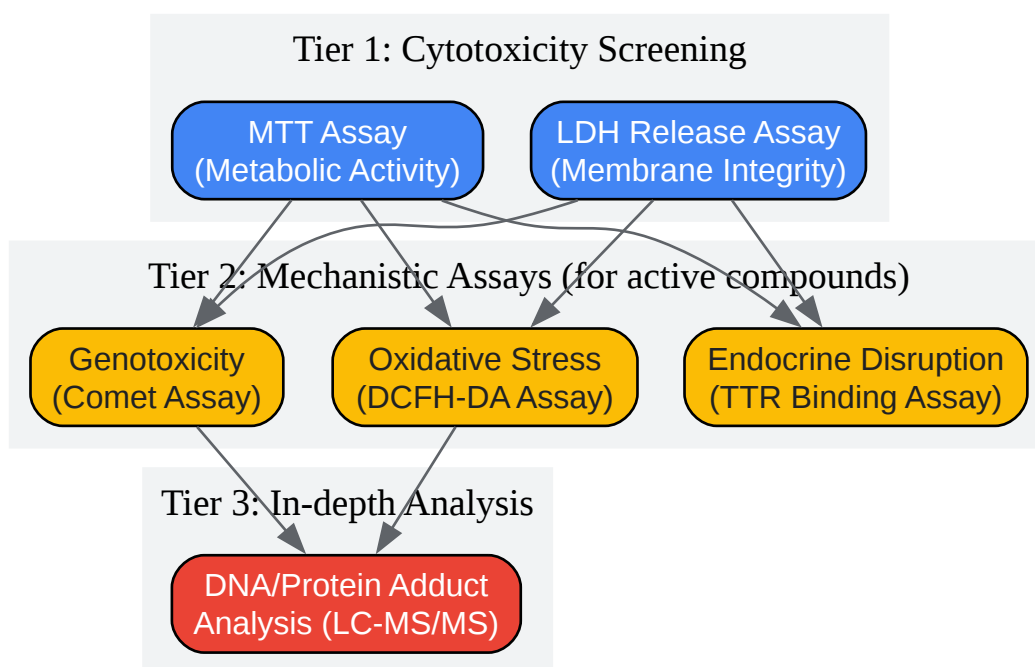 Tier 1: Cytotoxicity Screening
MTT Assay
(Metabolic Activity)
LDH Release Assay
(Membrane Integrity)
Tier 2: Mechanistic Assays (for active compounds)
Genotoxicity
(Comet Assay)
Oxidative Stress
(DCFH-DA Assay)
Endocrine Disruption
(TTR Binding Assay)
Tier 3: In-depth Analysis
DNA/Protein Adduct
Analysis (LC-MS/MS)